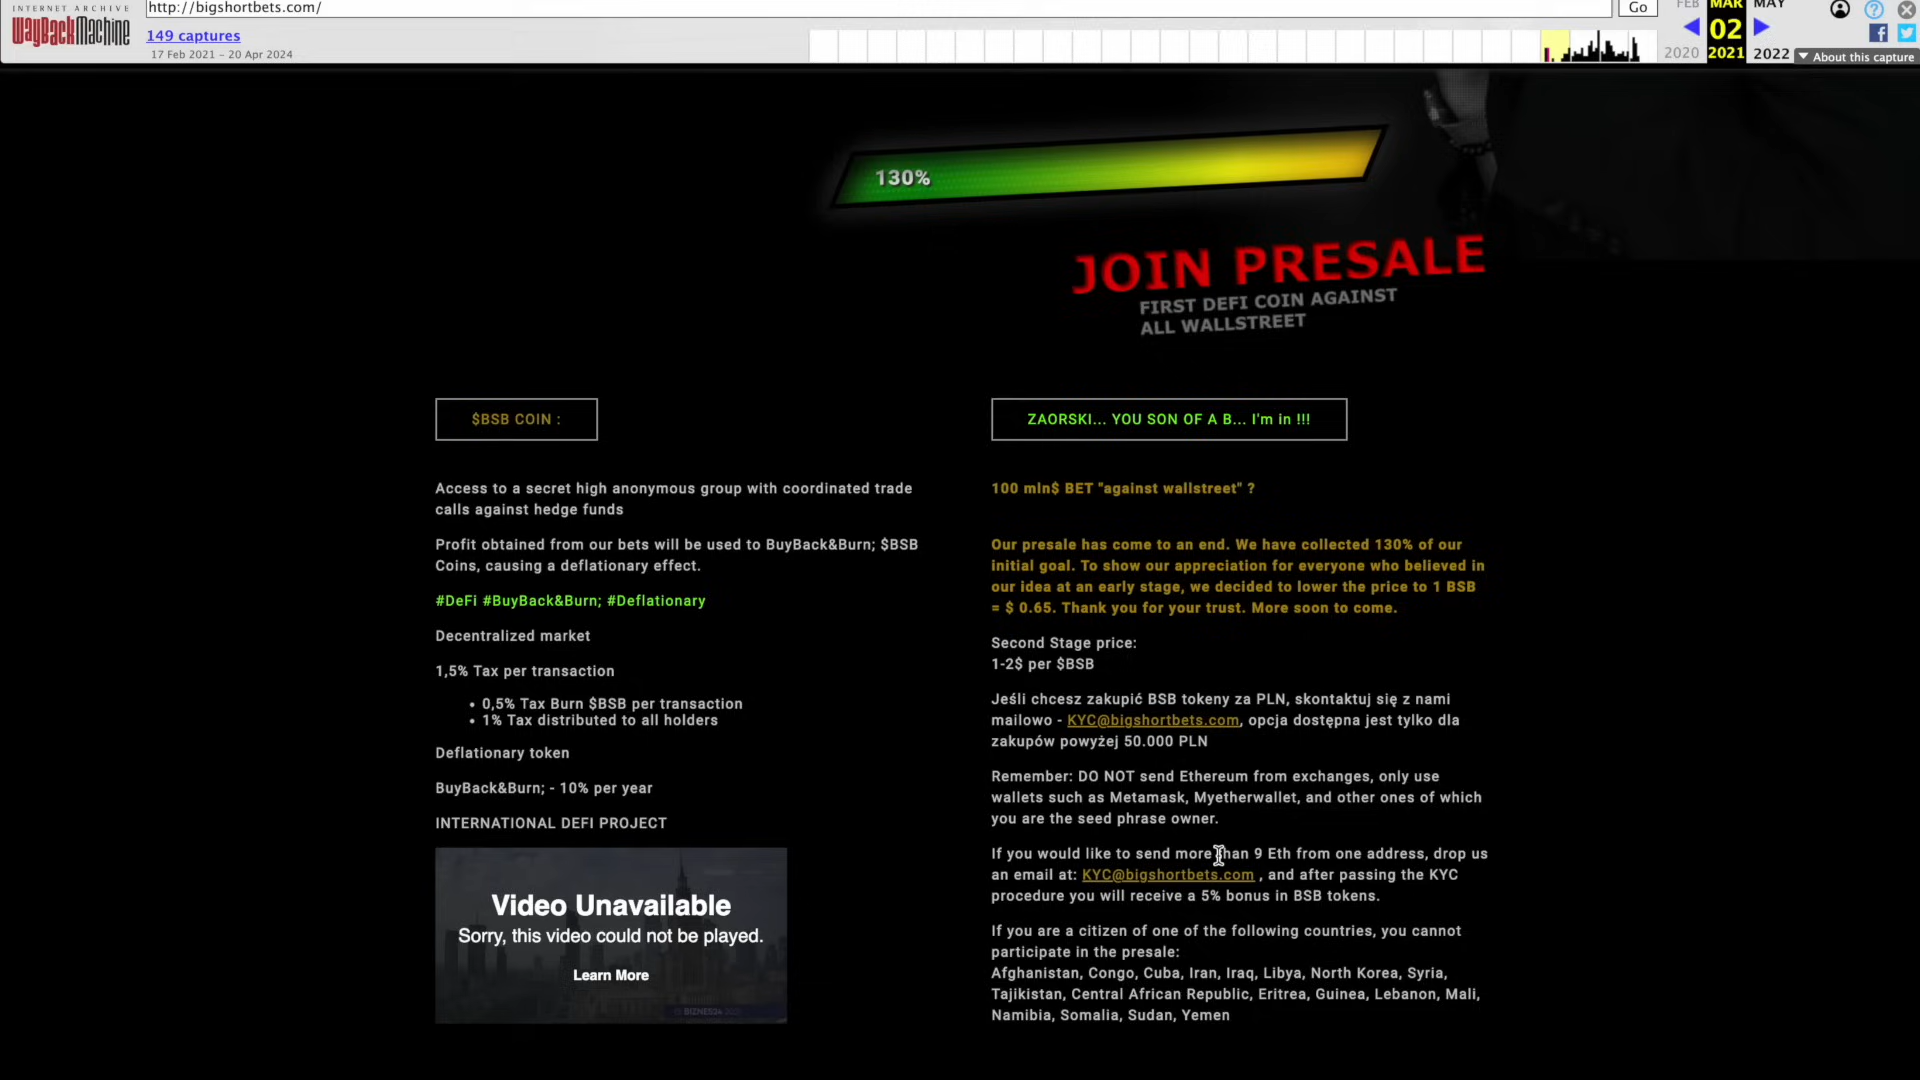 INTERNET ARCHIVE
WayBackMachine
http://bigshortbets.com/
Go
149 captures
17 Feb 2021 – 20 Apr 2024
FEB MAR MAY
02
2020 2021 2022
About this capture
130%
JOIN PRESALE
FIRST DEFI COIN AGAINST
ALL WALLSTREET
$BSB COIN :
Access to a secret high anonymous group with coordinated trade
calls against hedge funds
Profit obtained from our bets will be used to BuyBack&Burn; $BSB
Coins, causing a deflationary effect.
#DeFi #BuyBack&Burn; #Deflationary
Decentralized market
1,5% Tax per transaction
• 0,5% Tax Burn $BSB per transaction
• 1% Tax distributed to all holders
Deflationary token
BuyBack&Burn; - 10% per year
INTERNATIONAL DEFI PROJECT
Video Unavailable
Sorry, this video could not be played.
Learn More
© BIZNES24 2020
ZAORSKI... YOU SON OF A B... I'm in !!!
100 mln$ BET "against wallstreet" ?
Our presale has come to an end. We have collected 130% of our
initial goal. To show our appreciation for everyone who believed in
our idea at an early stage, we decided to lower the price to 1 BSB
= $ 0.65. Thank you for your trust. More soon to come.
Second Stage price:
1-2$ per $BSB
Jeśli chcesz zakupić BSB tokeny za PLN, skontaktuj się z nami
mailowo - KYC@bigshortbets.com, opcja dostępna jest tylko dla
zakupów powyżej 50.000 PLN
Remember: DO NOT send Ethereum from exchanges, only use
wallets such as Metamask, Myetherwallet, and other ones of which
you are the seed phrase owner.
If you would like to send more than 9 Eth from one address, drop us
an email at: KYC@bigshortbets.com , and after passing the KYC
procedure you will receive a 5% bonus in BSB tokens.
If you are a citizen of one of the following countries, you cannot
participate in the presale:
Afghanistan, Congo, Cuba, Iran, Iraq, Libya, North Korea, Syria,
Tajikistan, Central African Republic, Eritrea, Guinea, Lebanon, Mali,
Namibia, Somalia, Sudan, Yemen